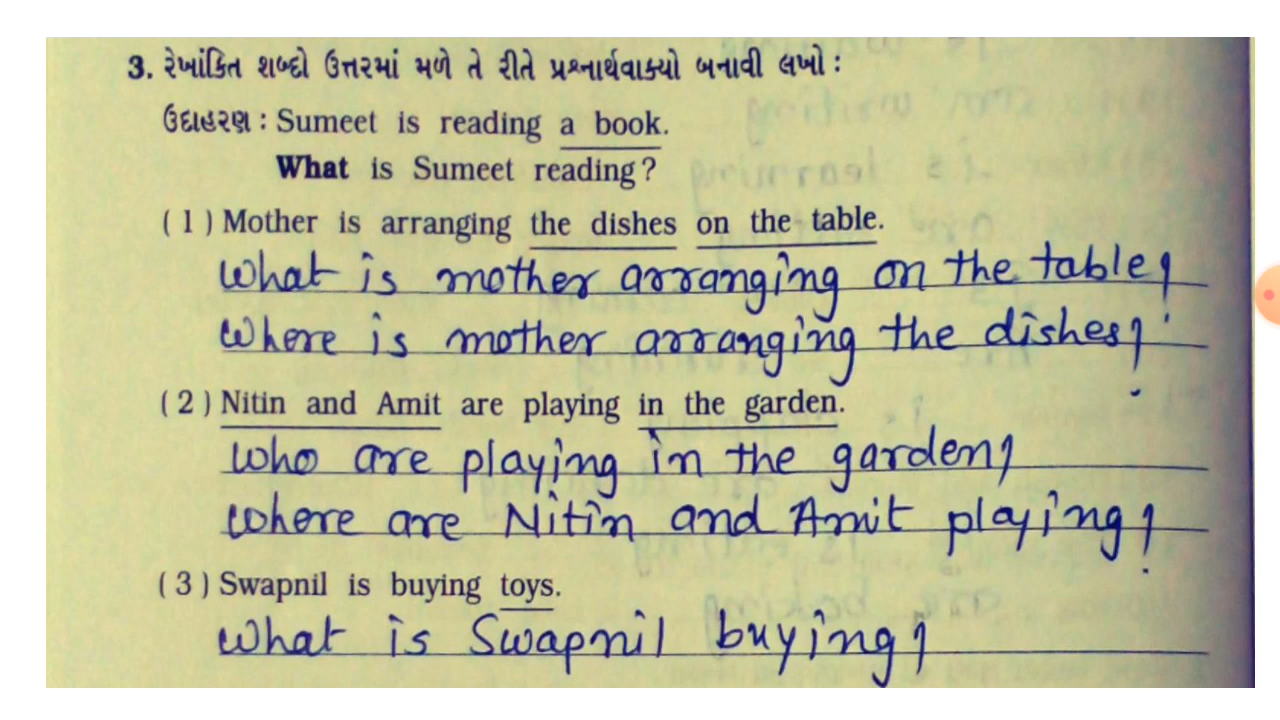 3. રેખાંકિત શબ્દો ઉત્તરમાં મળે તે રીતે પ્રશ્નાર્થવાક્યો બનાવી લખો :
ઉદાહરણ : Sumeet is reading a book.
What is Sumeet reading?
(1) Mother is arranging the dishes on the table.
What is mother arranging on the table?
Where is mother arranging the dishes?
(2) Nitin and Amit are playing in the garden.
Who are playing in the garden?
Where are Nitin and Amit playing?
(3) Swapnil is buying toys.
What is Swapnil buying?